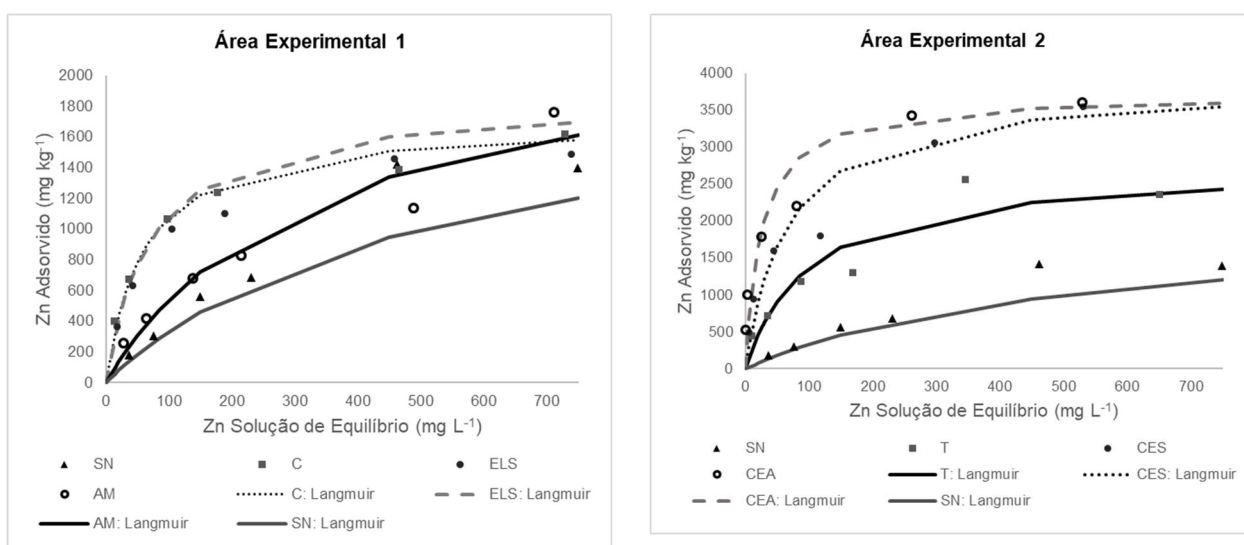 Área Experimental 1
Zn Adsorvido (mg kg⁻¹)
2000
1800
1600
1400
1200
1000
800
600
400
200
0
0 100 200 300 400 500 600 700
Zn Solução de Equilíbrio (mg L⁻¹)
SN C ELS
AM C: Langmuir ELS: Langmuir
AM: Langmuir SN: Langmuir
Área Experimental 2
Zn Adsorvido (mg kg⁻¹)
4000
3500
3000
2500
2000
1500
1000
500
0
0 100 200 300 400 500 600 700
Zn Solução de Equilíbrio (mg L⁻¹)
SN T CES
CEA T: Langmuir CES: Langmuir
CEA: Langmuir SN: Langmuir